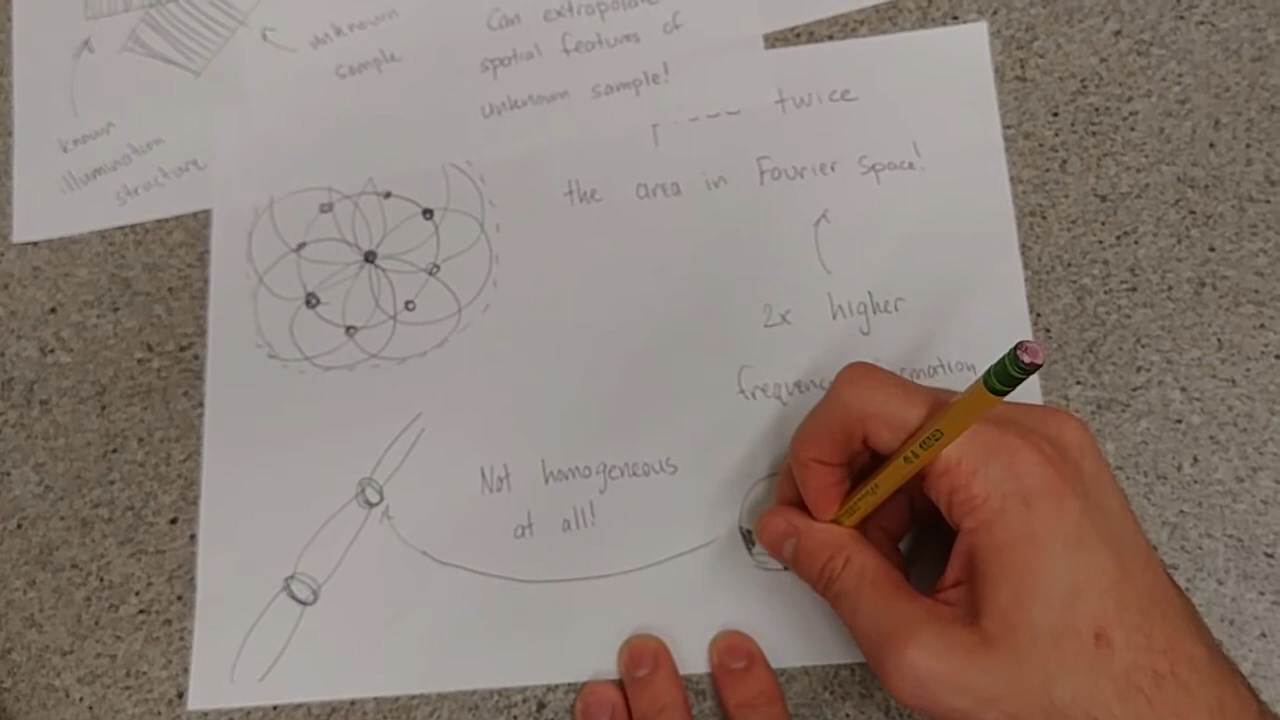 unknown
sample
known
illumination
structure
Can extrapolate
spatial features of
unknown sample!
twice
the area in Fourier Space!
2x higher
Not homogeneous
at all!